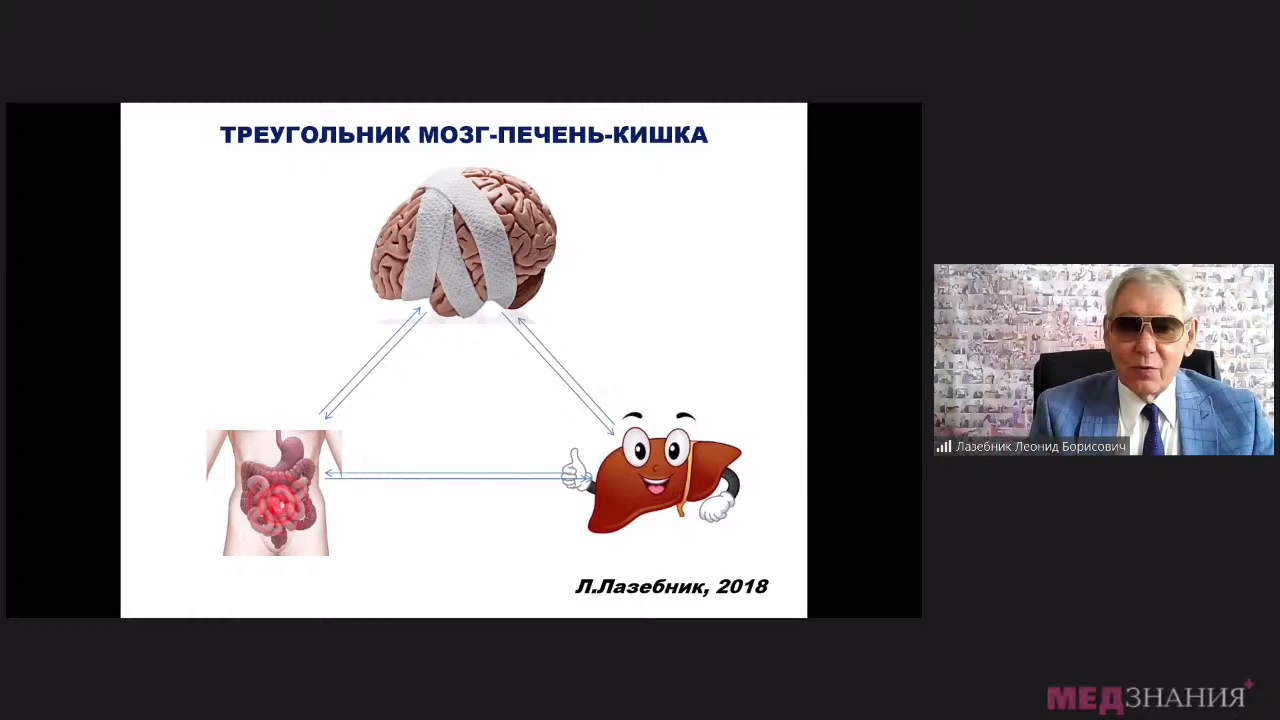 ТРЕУГОЛЬНИК МОЗГ-ПЕЧЕНЬ-КИШКА
Л.Лазебник, 2018
Лазебник Леонид Борисович
МЕДЗНАНИЯ+